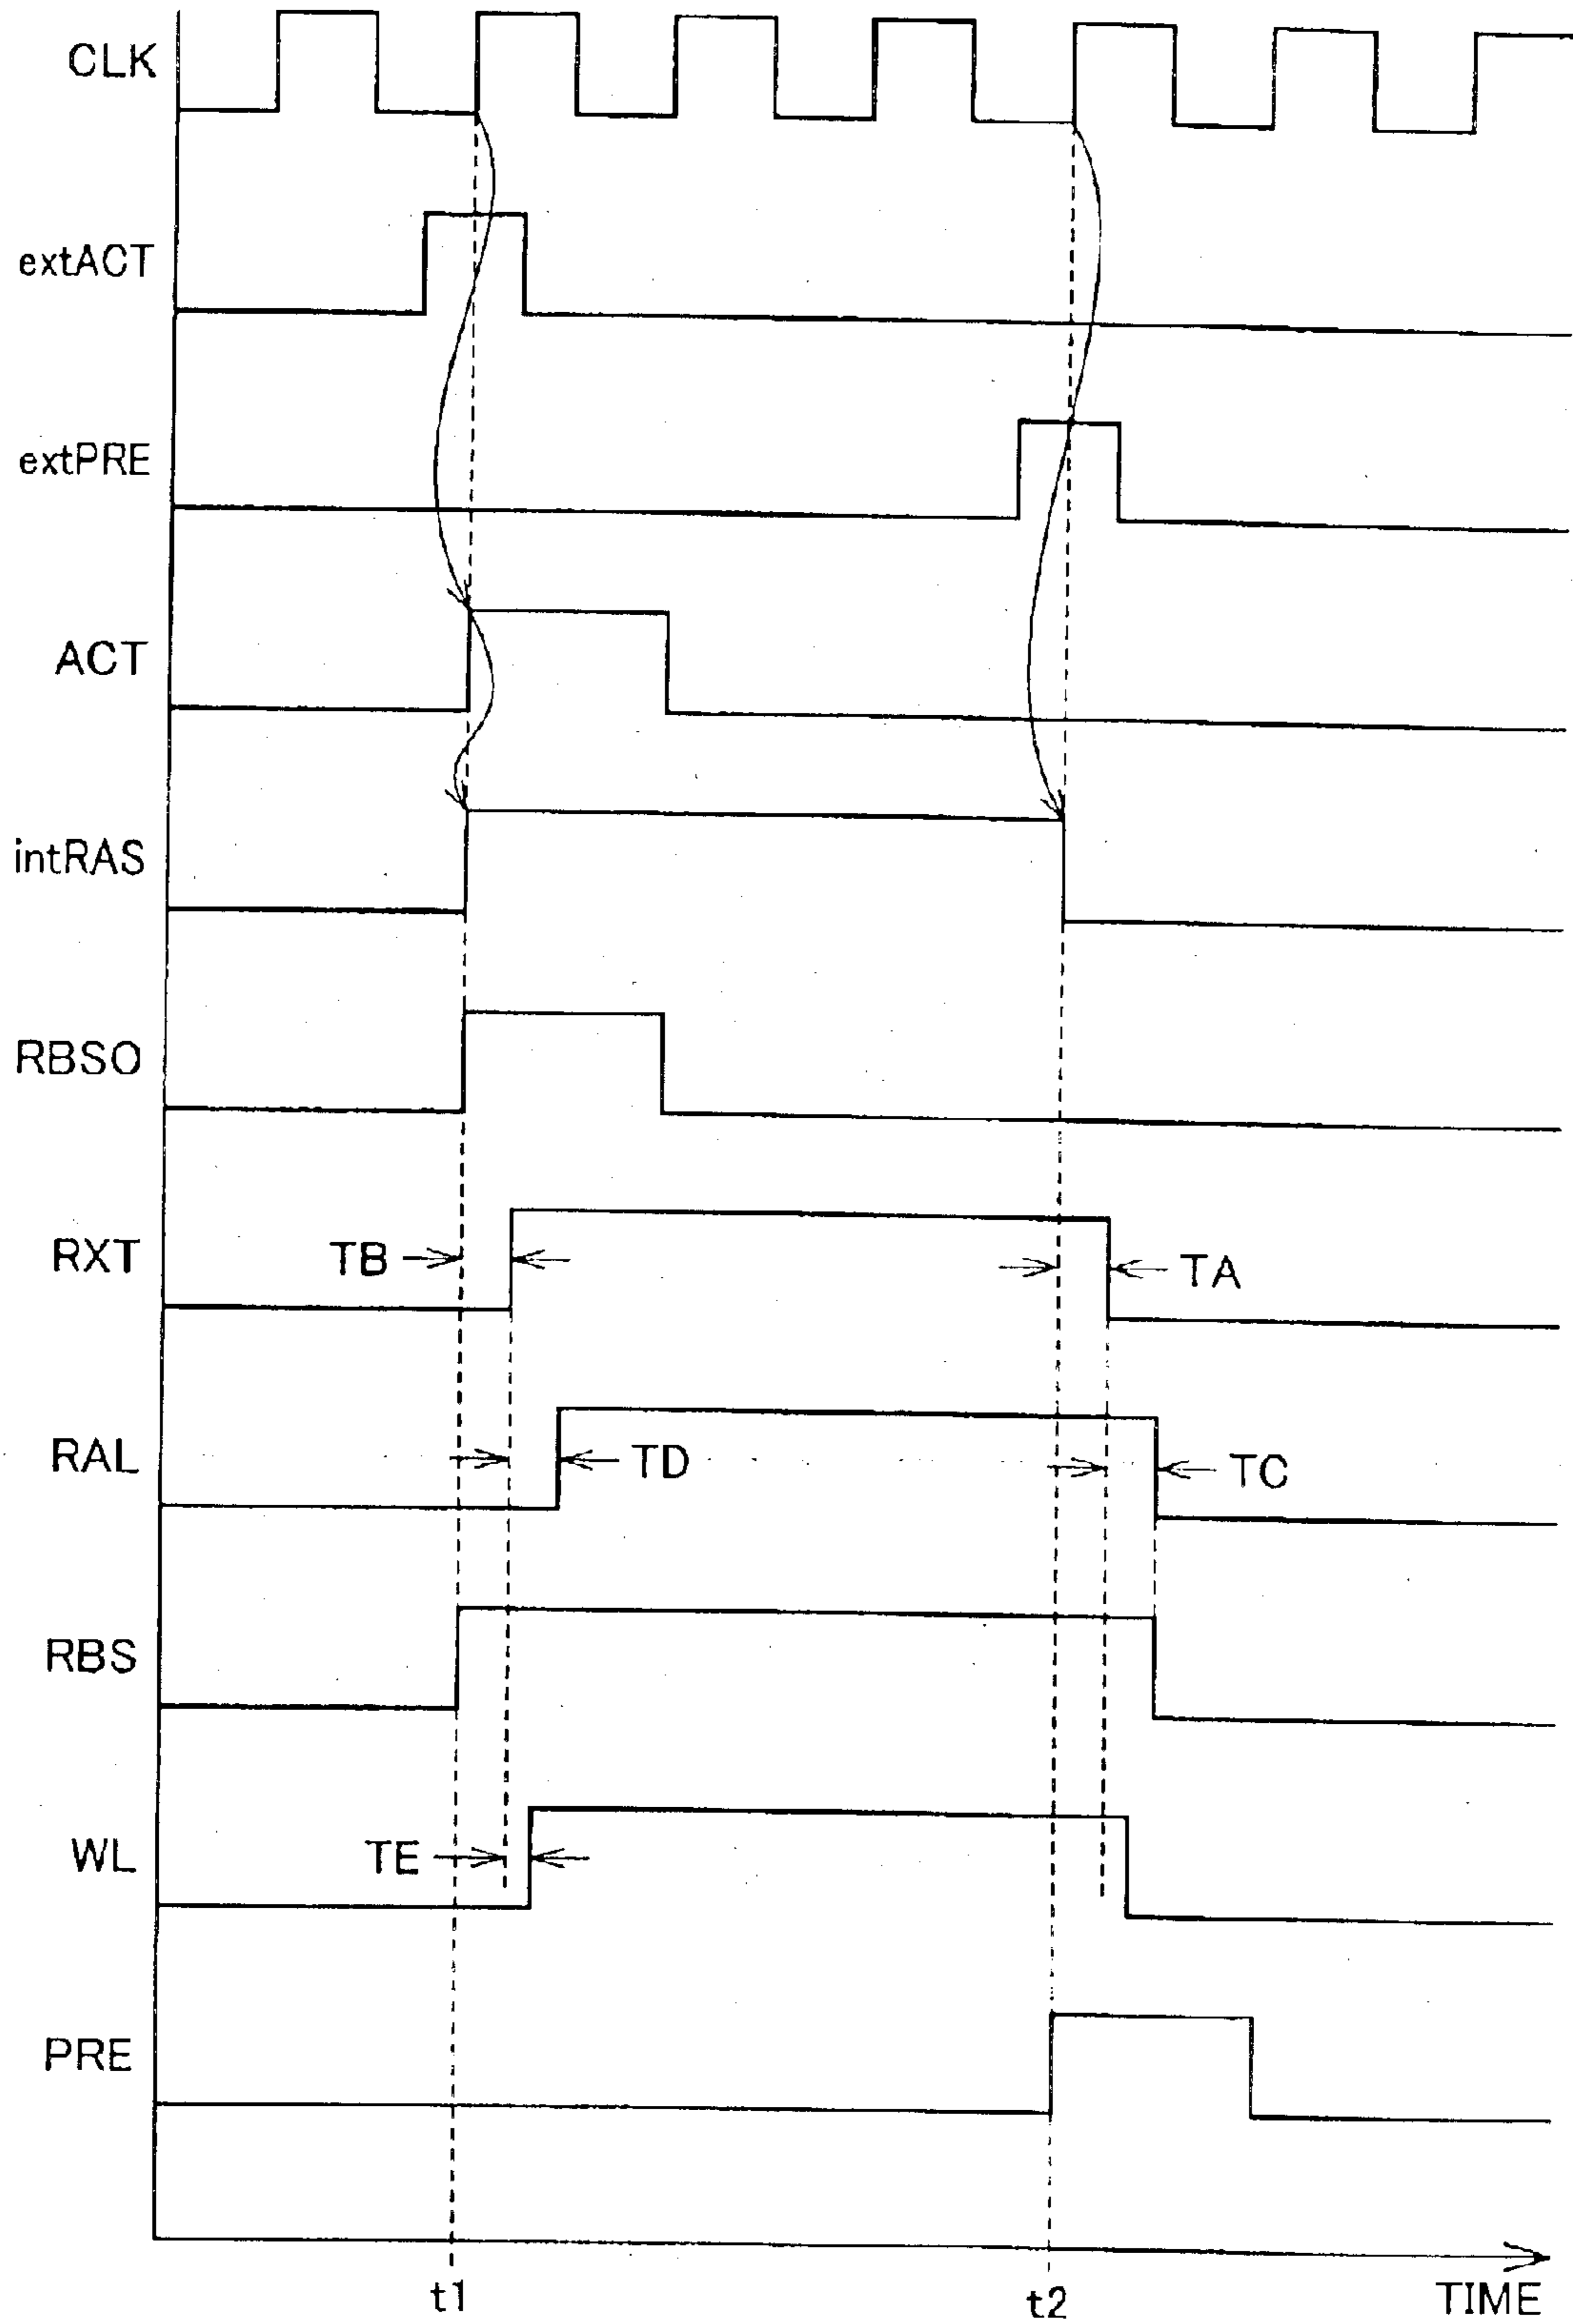 CLK
extACT
extPRE
ACT
intRAS
RBSO
RXT
TB
TA
RAL
TD
TC
RBS
WL
TE
PRE
t1
t2
TIME